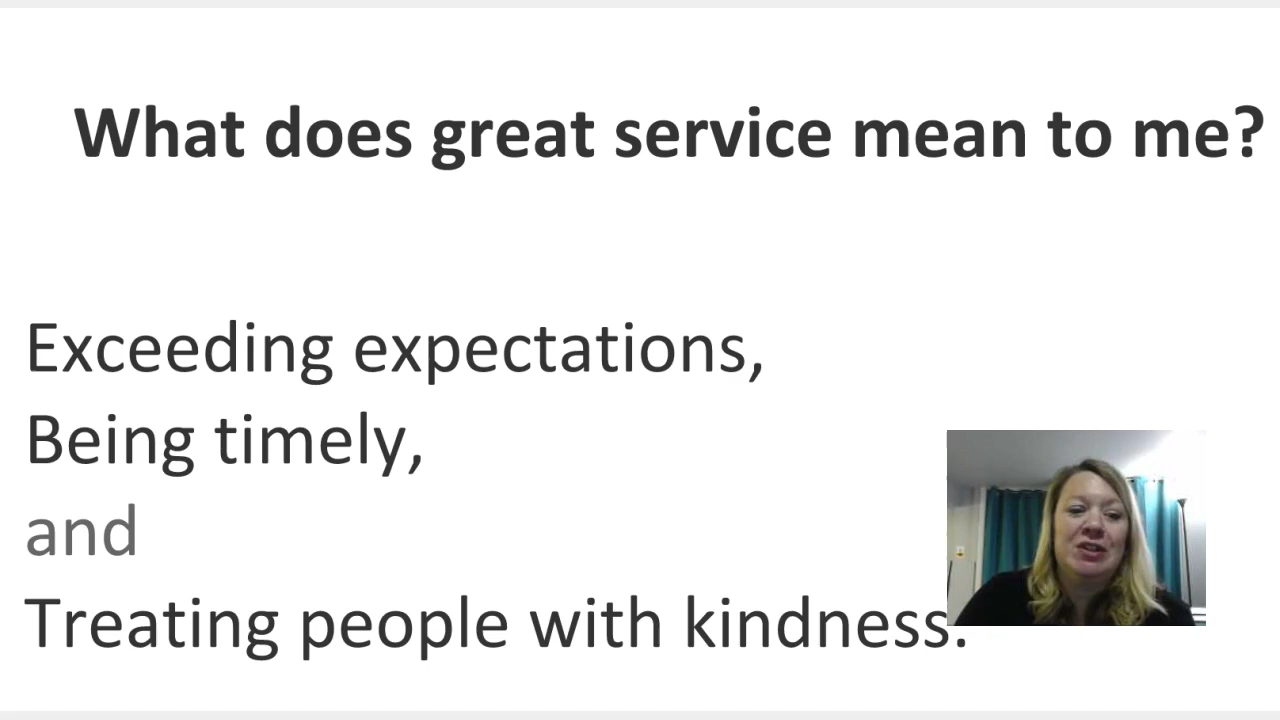 What does great service mean to me?
Exceeding expectations,
Being timely,
and
Treating people with kindness.